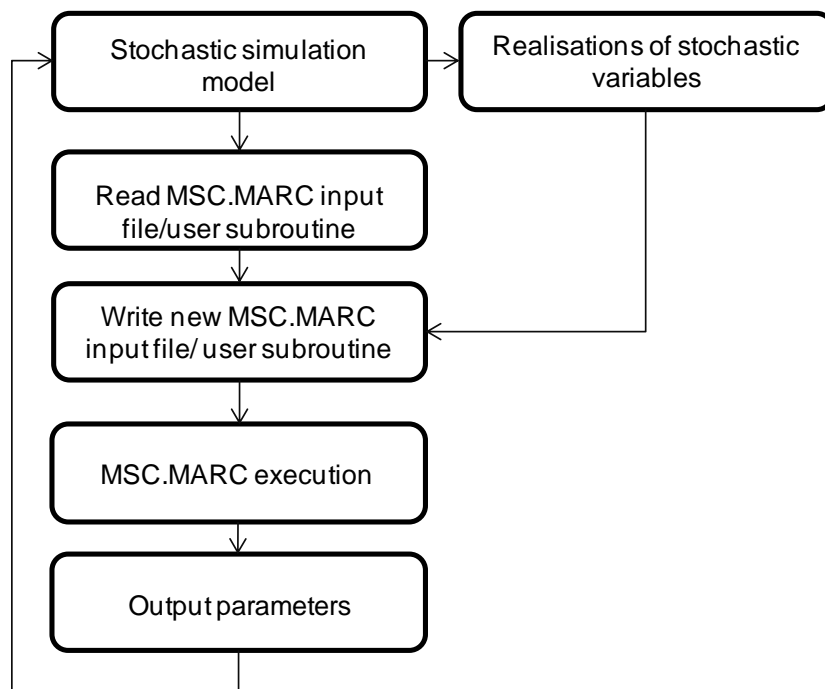 Stochastic simulation
model
Realisations of stochastic
variables
Read MSC.MARC input
file/user subroutine
Write new MSC.MARC
input file/ user subroutine
MSC.MARC execution
Output parameters